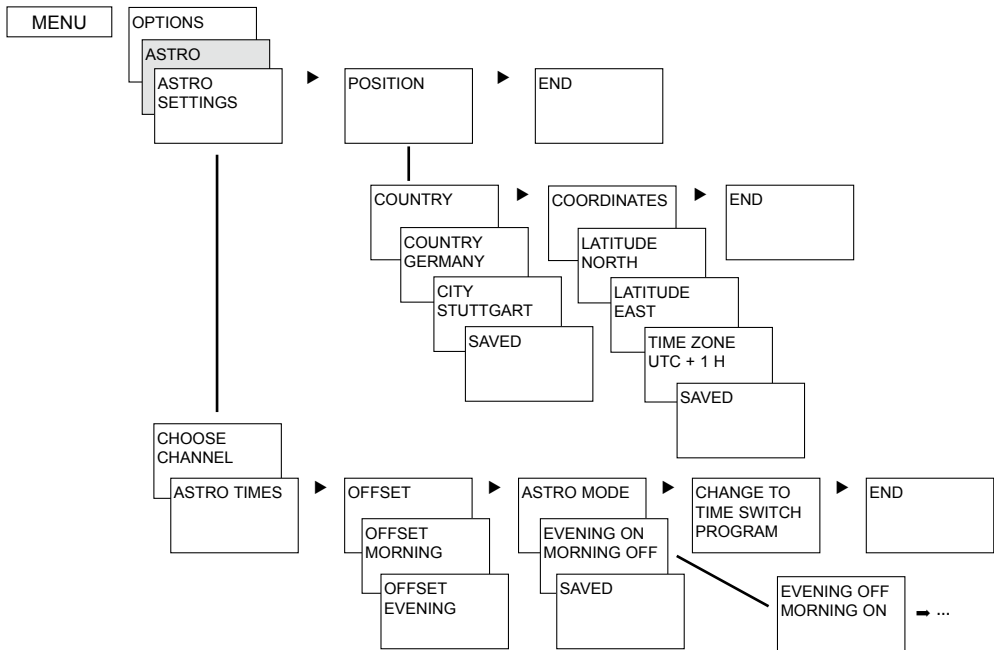 MENU
OPTIONS
ASTRO
ASTRO
SETTINGS
POSITION
END
COUNTRY
COUNTRY
GERMANY
CITY
STUTTGART
SAVED
COORDINATES
LATITUDE
NORTH
LATITUDE
EAST
TIME ZONE
UTC + 1 H
SAVED
END
CHOOSE
CHANNEL
ASTRO TIMES
OFFSET
OFFSET
MORNING
OFFSET
EVENING
ASTRO MODE
EVENING ON
MORNING OFF
SAVED
CHANGE TO
TIME SWITCH
PROGRAM
END
EVENING OFF
MORNING ON
...